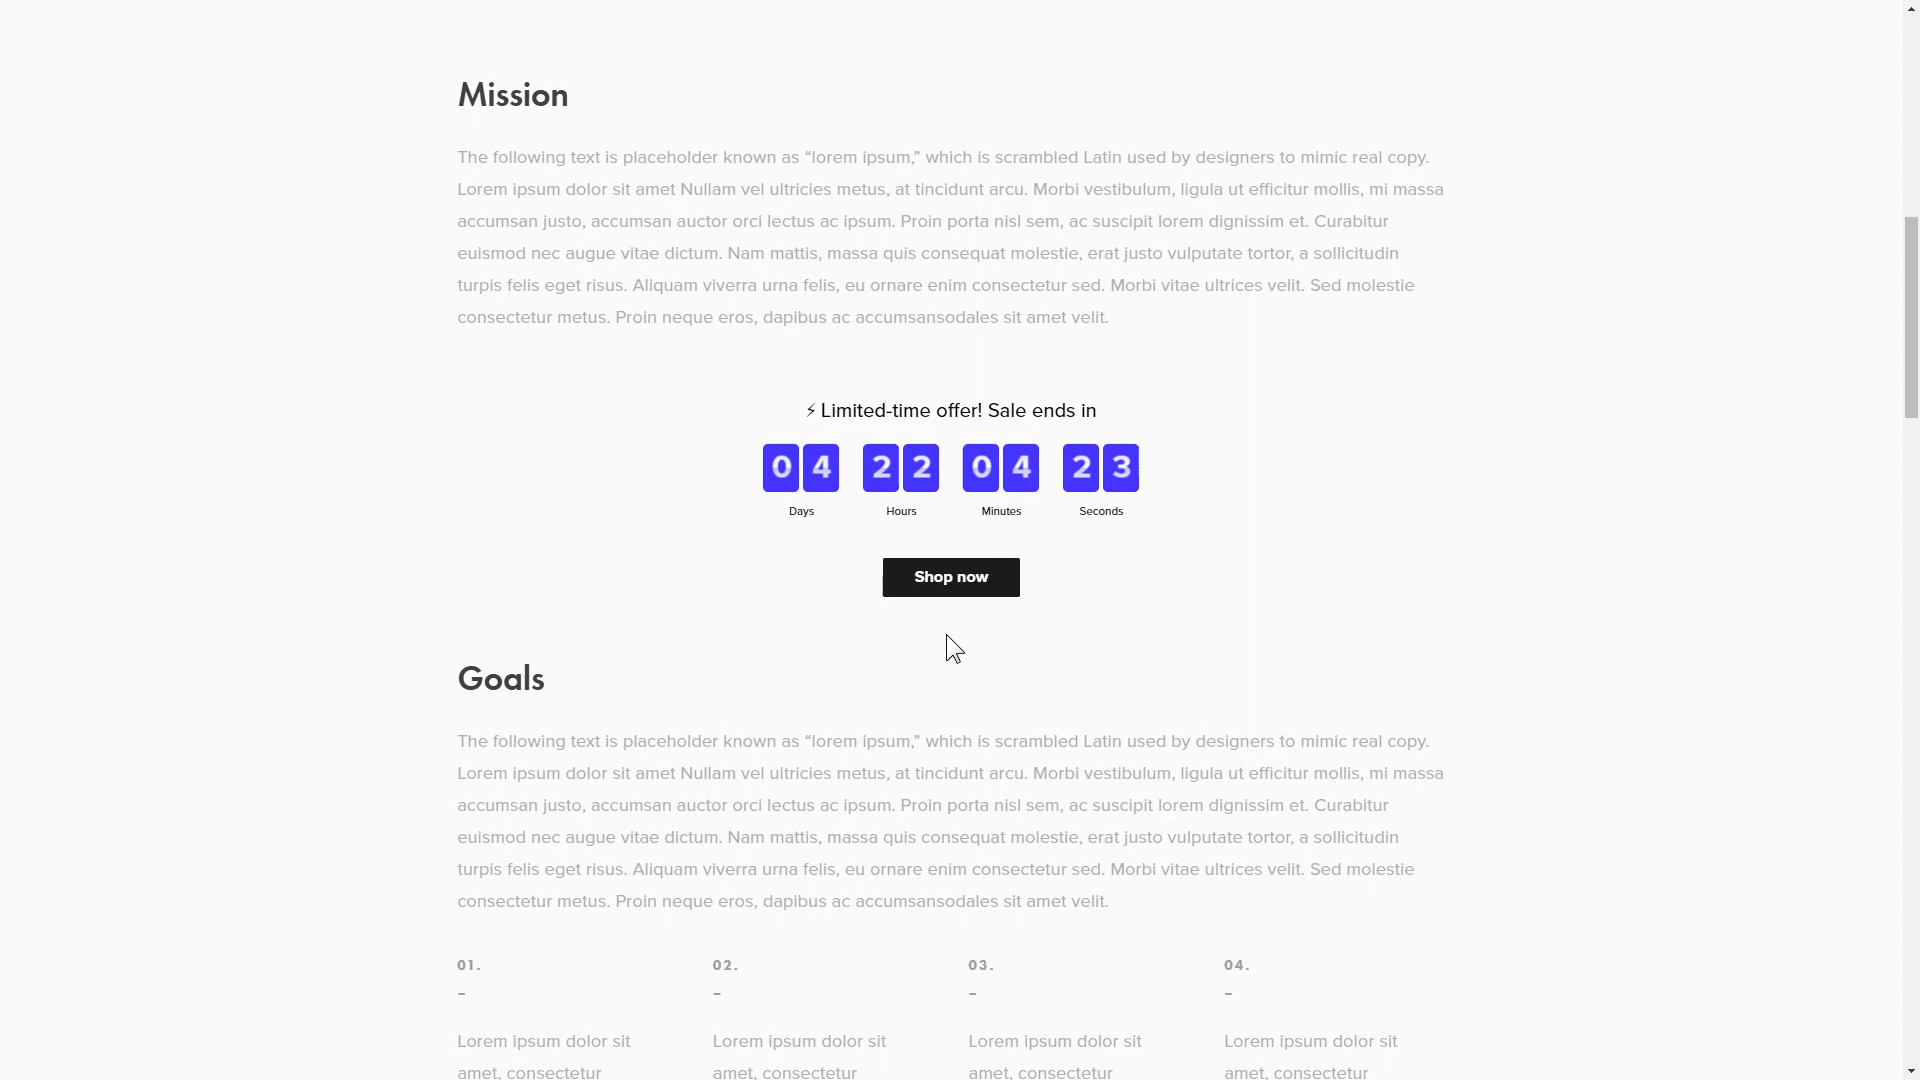 Mission
The following text is placeholder known as “lorem ipsum,” which is scrambled Latin used by designers to mimic real copy.
Lorem ipsum dolor sit amet Nullam vel ultricies metus, at tincidunt arcu. Morbi vestibulum, ligula ut efficitur mollis, mi massa
accumsan justo, accumsan auctor orci lectus ac ipsum. Proin porta nisl sem, ac suscipit lorem dignissim et. Curabitur
euismod nec augue vitae dictum. Nam mattis, massa quis consequat molestie, erat justo vulputate tortor, a sollicitudin
turpis felis eget risus. Aliquam viverra urna felis, eu ornare enim consectetur sed. Morbi vitae ultrices velit. Sed molestie
consectetur metus. Proin neque eros, dapibus ac accumsansodales sit amet velit.
⚡ Limited-time offer! Sale ends in
04 22 04 23
Days Hours Minutes Seconds
Shop now
Goals
The following text is placeholder known as “lorem ipsum,” which is scrambled Latin used by designers to mimic real copy.
Lorem ipsum dolor sit amet Nullam vel ultricies metus, at tincidunt arcu. Morbi vestibulum, ligula ut efficitur mollis, mi massa
accumsan justo, accumsan auctor orci lectus ac ipsum. Proin porta nisl sem, ac suscipit lorem dignissim et. Curabitur
euismod nec augue vitae dictum. Nam mattis, massa quis consequat molestie, erat justo vulputate tortor, a sollicitudin
turpis felis eget risus. Aliquam viverra urna felis, eu ornare enim consectetur sed. Morbi vitae ultrices velit. Sed molestie
consectetur metus. Proin neque eros, dapibus ac accumsansodales sit amet velit.
01.
–
Lorem ipsum dolor sit
amet, consectetur
02.
–
Lorem ipsum dolor sit
amet, consectetur
03.
–
Lorem ipsum dolor sit
amet, consectetur
04.
–
Lorem ipsum dolor sit
amet, consectetur